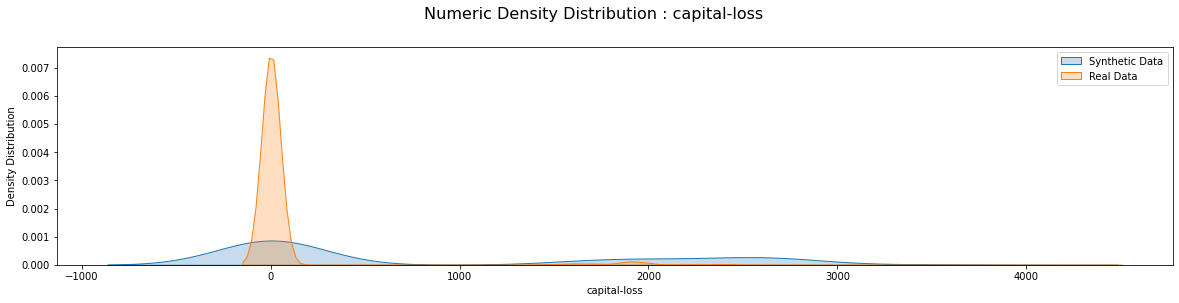 Numeric Density Distribution : capital-loss
Synthetic Data
Real Data
Density Distribution
0.007
0.006
0.005
0.004
0.003
0.002
0.001
0.000
−1000 0 1000 2000 3000 4000
capital-loss